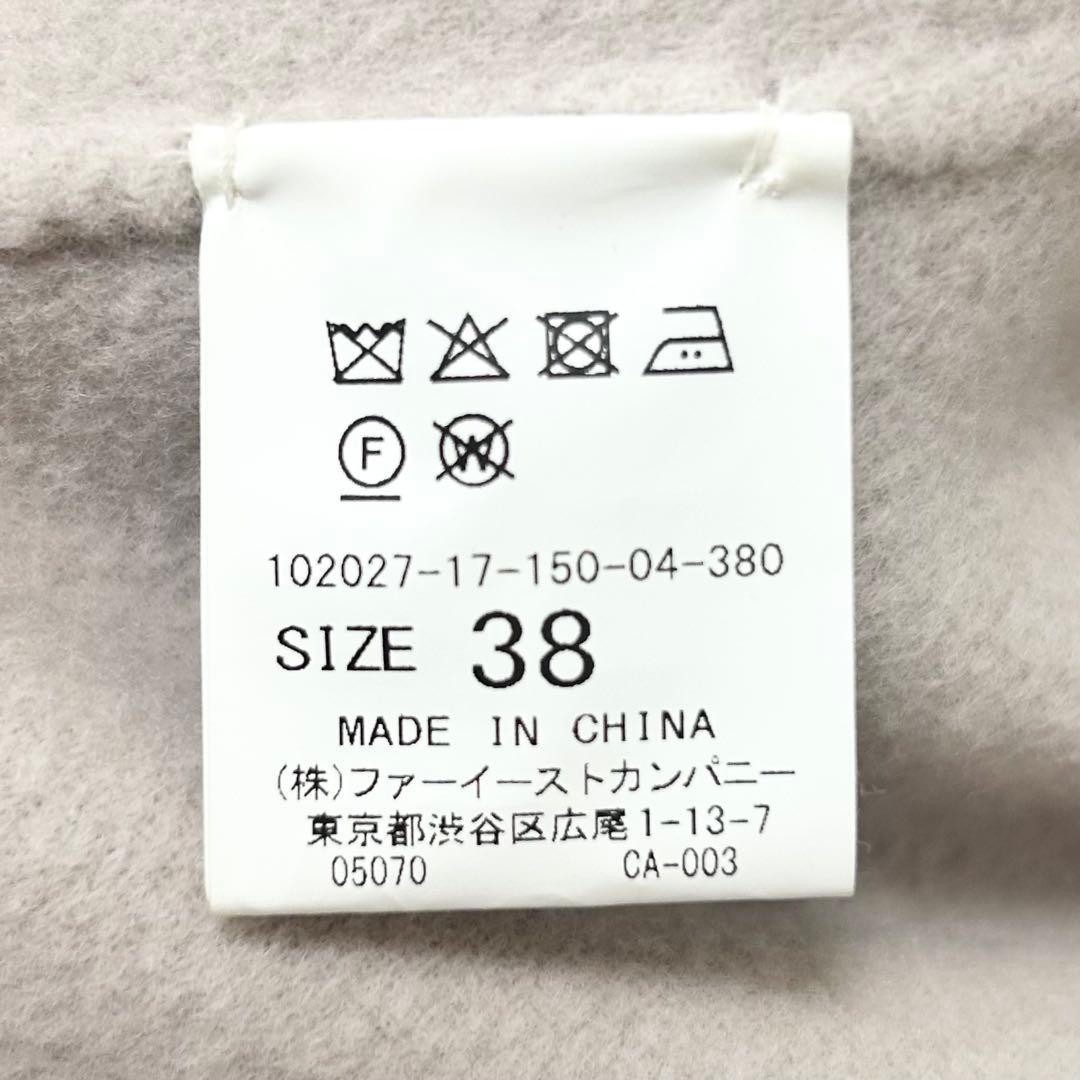 F W
102027-17-150-04-380
SIZE 38
MADE IN CHINA
(株)ファーイーストカンパニー
東京都渋谷区広尾1-13-7
05070 CA-003